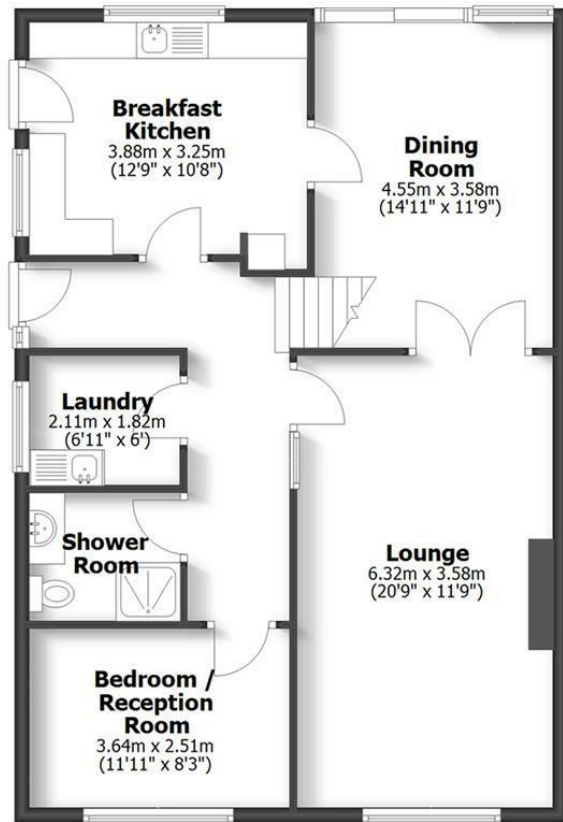 Breakfast
Kitchen
3.88m x 3.25m
(12'9" x 10'8")
Dining
Room
4.55m x 3.58m
(14'11" x 11'9")
Laundry
2.11m x 1.82m
(6'11" x 6')
Shower
Room
Lounge
6.32m x 3.58m
(20'9" x 11'9")
Bedroom /
Reception
Room
3.64m x 2.51m
(11'11" x 8'3")